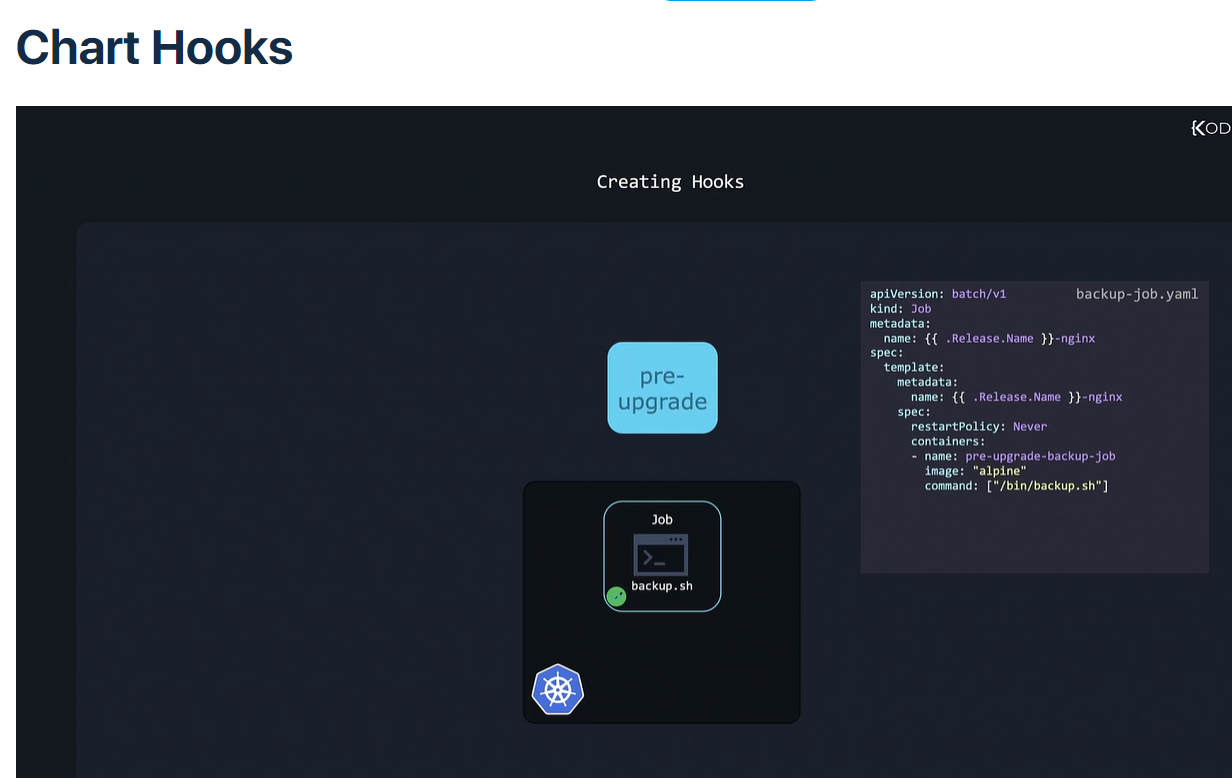 Chart Hooks
KOD
Creating Hooks
apiVersion: batch/v1 backup-job.yaml
kind: Job
metadata:
  name: {{ .Release.Name }}-nginx
spec:
  template:
    metadata:
      name: {{ .Release.Name }}-nginx
    spec:
      restartPolicy: Never
      containers:
      - name: pre-upgrade-backup-job
        image: "alpine"
        command: ["/bin/backup.sh"]
pre-
upgrade
Job
backup.sh